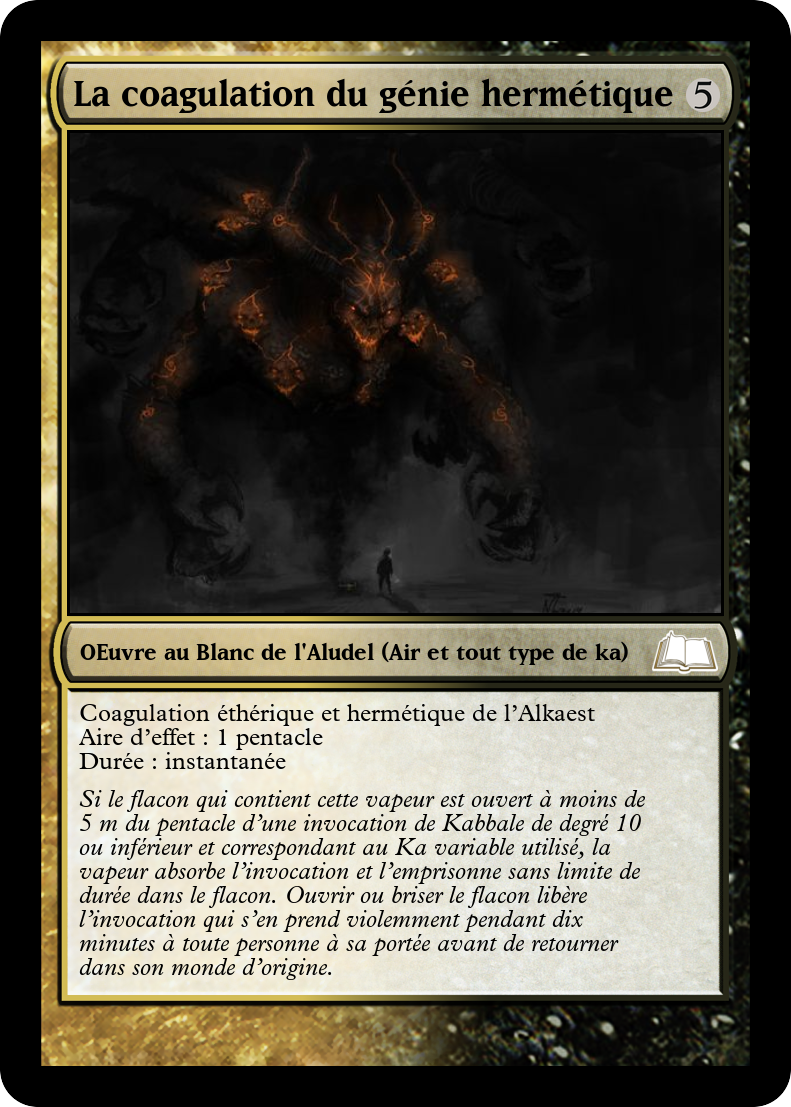 La coagulation du génie hermétique 5
OEuvre au Blanc de l'Aludel (Air et tout type de ka)
Coagulation éthérique et hermétique de l’Alkaest
Aire d’effet : 1 pentacle
Durée : instantanée
Si le flacon qui contient cette vapeur est ouvert à moins de
5 m du pentacle d’une invocation de Kabbale de degré 10
ou inférieur et correspondant au Ka variable utilisé, la
vapeur absorbe l’invocation et l’emprisonne sans limite de
durée dans le flacon. Ouvrir ou briser le flacon libère
l’invocation qui s’en prend violemment pendant dix
minutes à toute personne à sa portée avant de retourner
dans son monde d’origine.